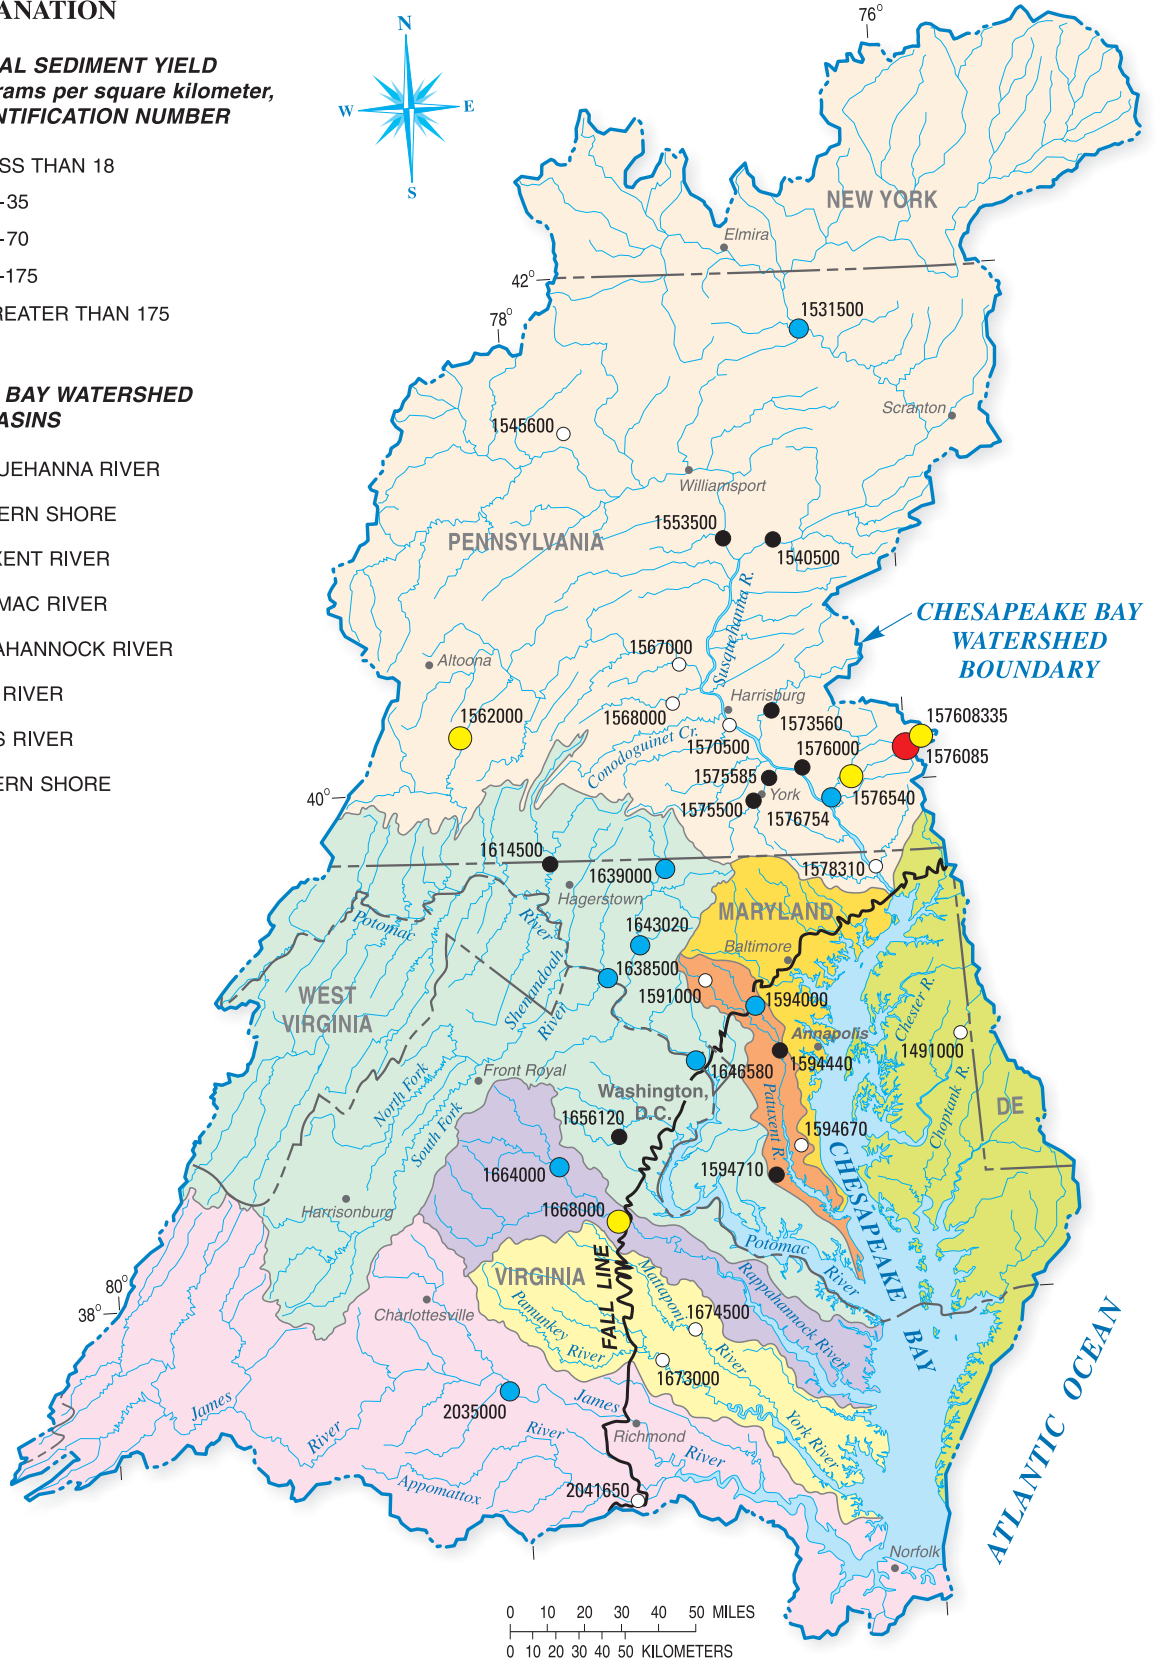 ANATION
AL SEDIMENT YIELD
rams per square kilometer,
NTIFICATION NUMBER
SS THAN 18
-35
-70
-175
REATER THAN 175
BAY WATERSHED
ASINS
UEHANNA RIVER
ERN SHORE
XENT RIVER
MAC RIVER
AHANNOCK RIVER
RIVER
S RIVER
ERN SHORE
N
W E
S
76°
NEW YORK
Elmira
42°
78°
1531500
Scranton
1545600
Williamsport
1553500
PENNSYLVANIA
1540500
Susquehanna R.
CHESAPEAKE BAY
WATERSHED
BOUNDARY
1567000
Altoona
Harrisburg
1562000
1568000
1573560
157608335
1570500
1576000
Conodoguinet Cr.
1576085
1575585
York
1576540
40°
1575500
1576754
1614500
1639000
1578310
Hagerstown
Potomac
River
MARYLAND
1643020
Baltimore
1638500
Shenandoah
River
1591000
1594000
WEST
VIRGINIA
Chester R.
Annapolis
1491000
1594440
1646580
Front Royal
North Fork
South Fork
Washington,
D.C.
Patuxent R.
Choptank R.
DE
1656120
1594670
1664000
1594710
CHESAPEAKE
BAY
Harrisonburg
1668000
Potomac
River
FALL LINE
VIRGINIA
Mattaponi
River
Rappahannock River
80°
38°
Charlottesville
Pamunkey
River
1674500
1673000
ATLANTIC OCEAN
James
River
2035000
James
River
Richmond
River
York River
Appomattox
2041650
Norfolk
0 10 20 30 40 50 MILES
0 10 20 30 40 50 KILOMETERS